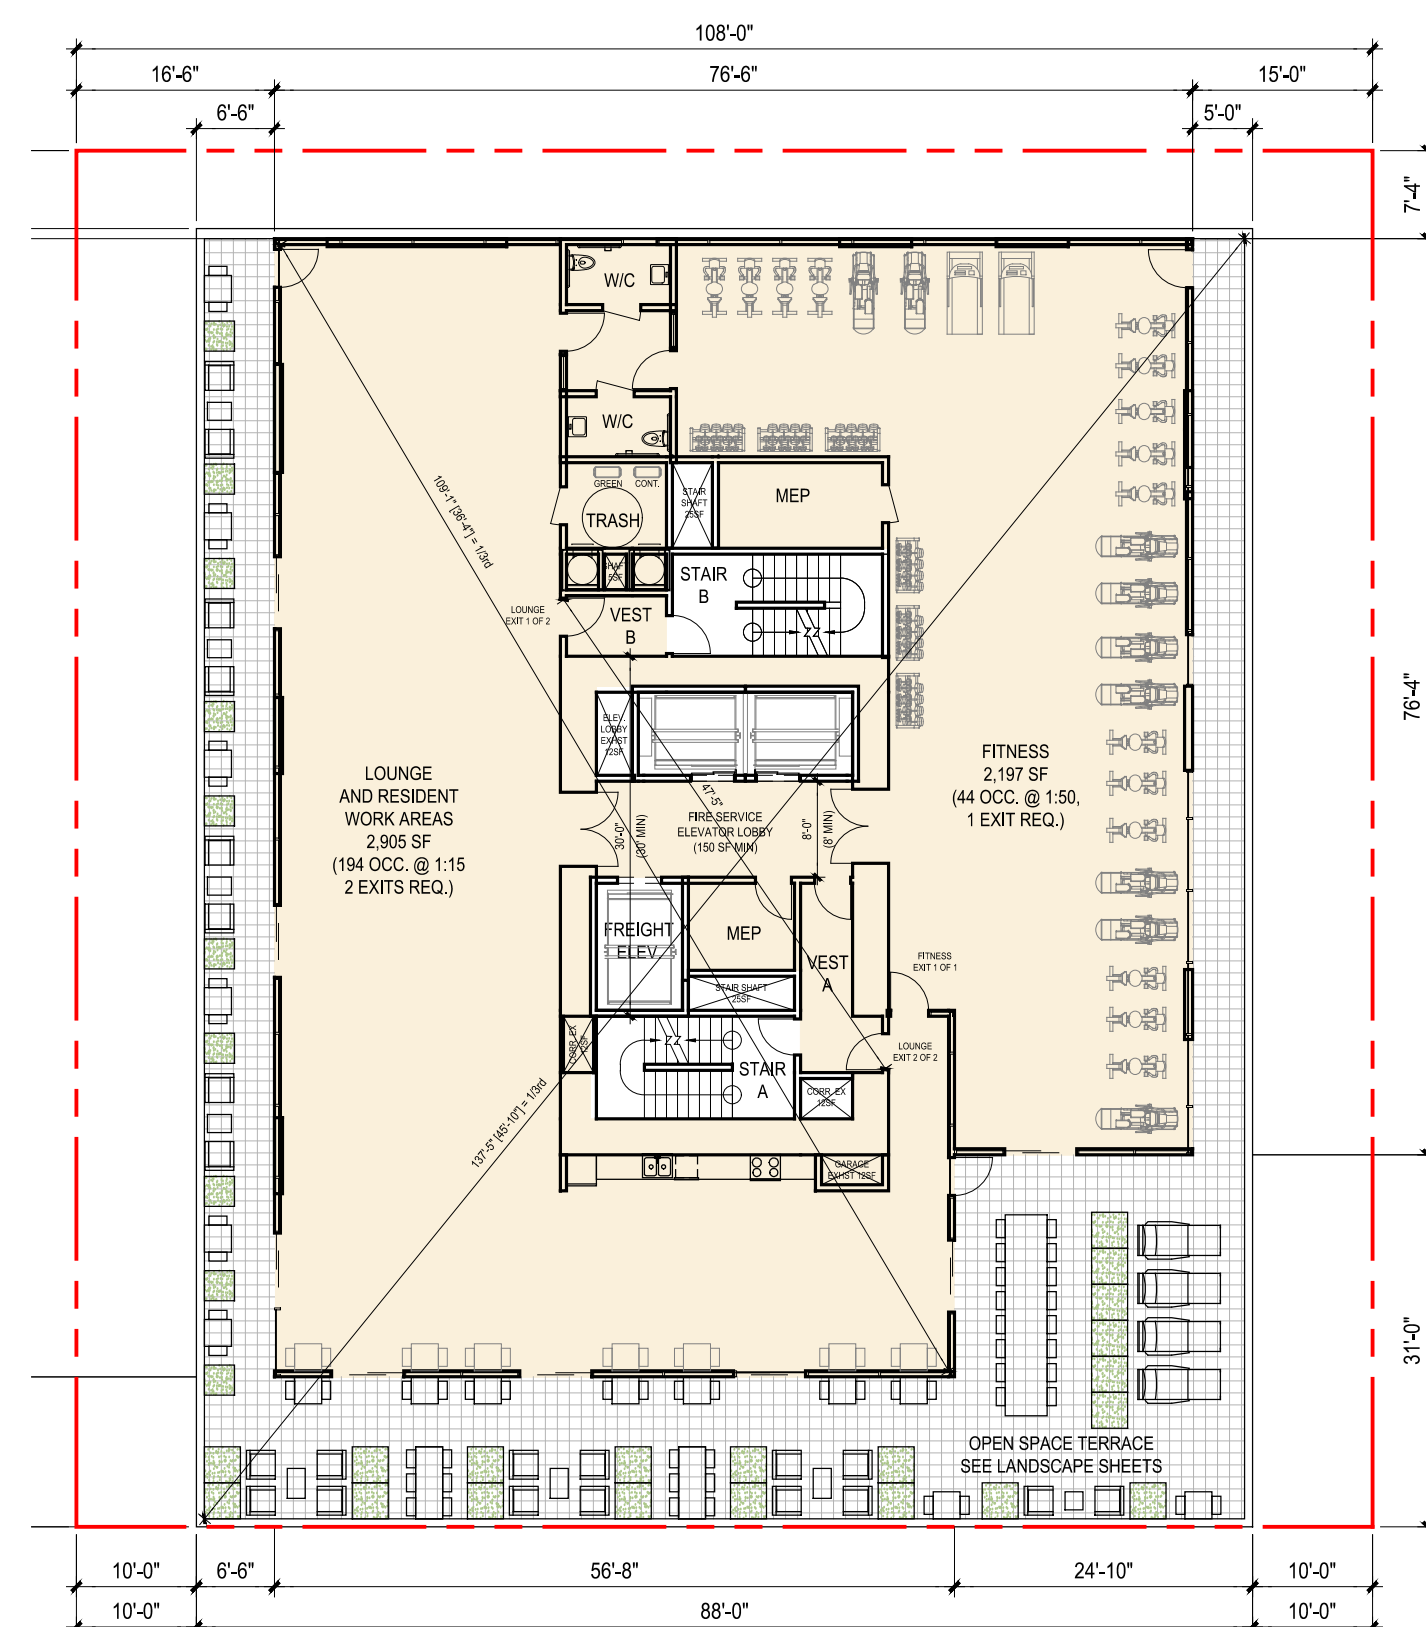 108'-0"
16'-6"
76'-6"
15'-0"
6'-6"
5'-0"
7'-4"
W/C
W/C
GREEN CONT.
TRASH
STAIR
SHAFT
25SF
MEP
109'-1" [36'-4"] = 1/3rd
STAIR
B
LOUNGE
EXIT 1 OF 2
VEST
B
ZZ
76'-4"
ELEV.
LOBBY
EXHST
12SF
47'-5"
LOUNGE
AND RESIDENT
WORK AREAS
2,905 SF
(194 OCC. @ 1:15
2 EXITS REQ.)
30'-0"
(30' MIN)
FIRE SERVICE
ELEVATOR LOBBY
(150 SF MIN)
8'-0"
(8' MIN)
FITNESS
2,197 SF
(44 OCC. @ 1:50,
1 EXIT REQ.)
FREIGHT
ELEV.
MEP
VEST
A
FITNESS
EXIT 1 OF 1
STAIR SHAFT
25SF
CORR. EX
12SF
ZZ
STAIR
A
LOUNGE
EXIT 2 OF 2
CORR. EX
12SF
137'-5" [45'-10"] = 1/3rd
GARAGE
EXHST 12SF
31'-0"
OPEN SPACE TERRACE
SEE LANDSCAPE SHEETS
10'-0"
6'-6"
56'-8"
24'-10"
10'-0"
10'-0"
88'-0"
10'-0"